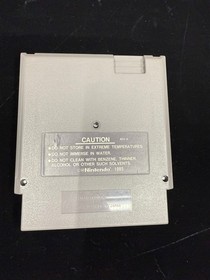 CAUTION
●DO NOT STORE IN EXTREME TEMPERATURES.
●DO NOT IMMERSE IN WATER.
●DO NOT CLEAN WITH BENZENE, THINNER,
ALCOHOL OR OTHER SUCH SOLVENTS.
©Nintendo 1985